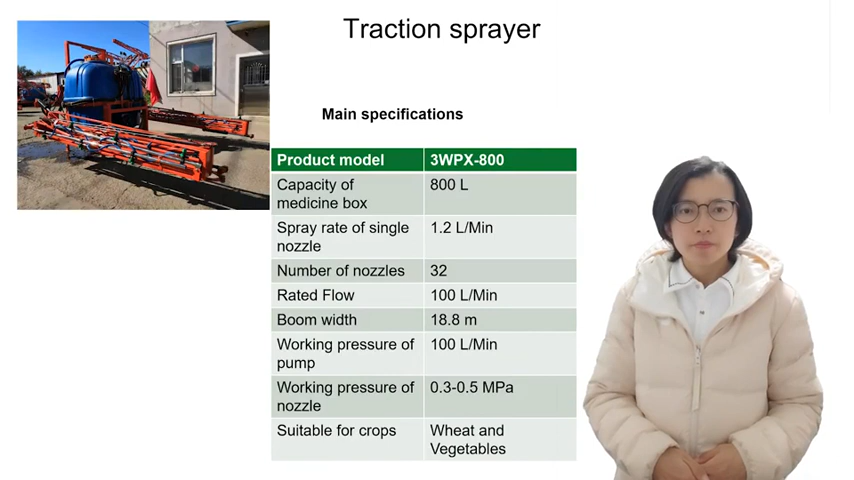 Traction sprayer
Main specifications
Product model 3WPX-800
Capacity of 800 L
medicine box
Spray rate of single 1.2 L/Min
nozzle
Number of nozzles 32
Rated Flow 100 L/Min
Boom width 18.8 m
Working pressure of 100 L/Min
pump
Working pressure of 0.3-0.5 MPa
nozzle
Suitable for crops Wheat and
Vegetables